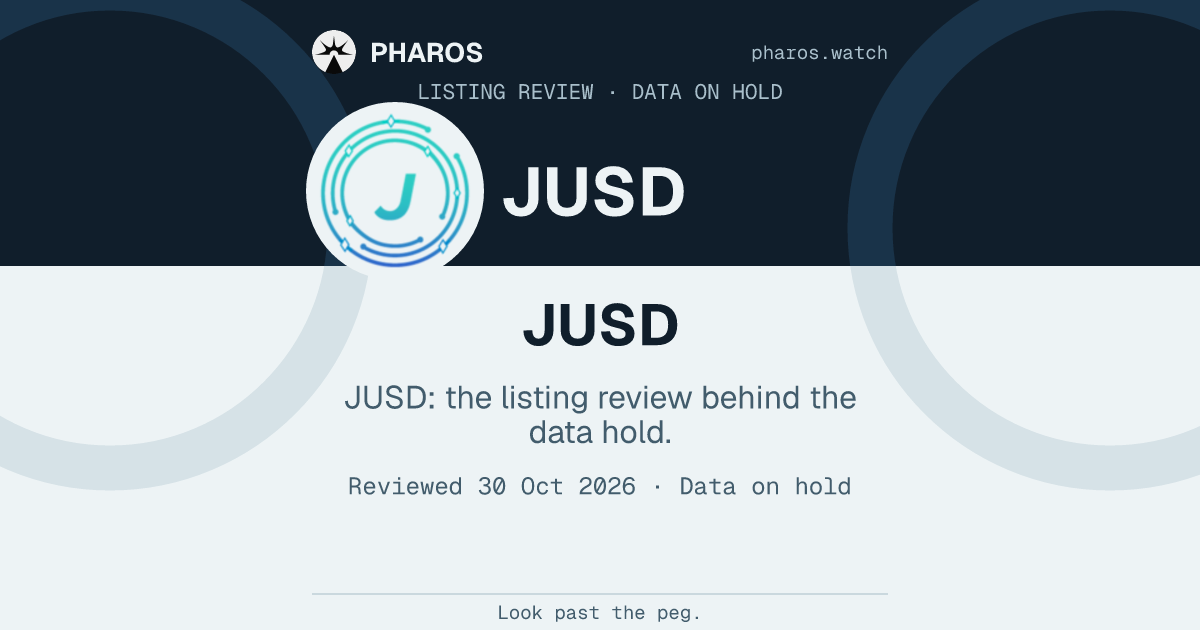 PHAROS
pharos.watch
LISTING REVIEW · DATA ON HOLD
J
JUSD
JUSD
JUSD: the listing review behind the
data hold.
Reviewed 30 Oct 2026 · Data on hold
Look past the peg.